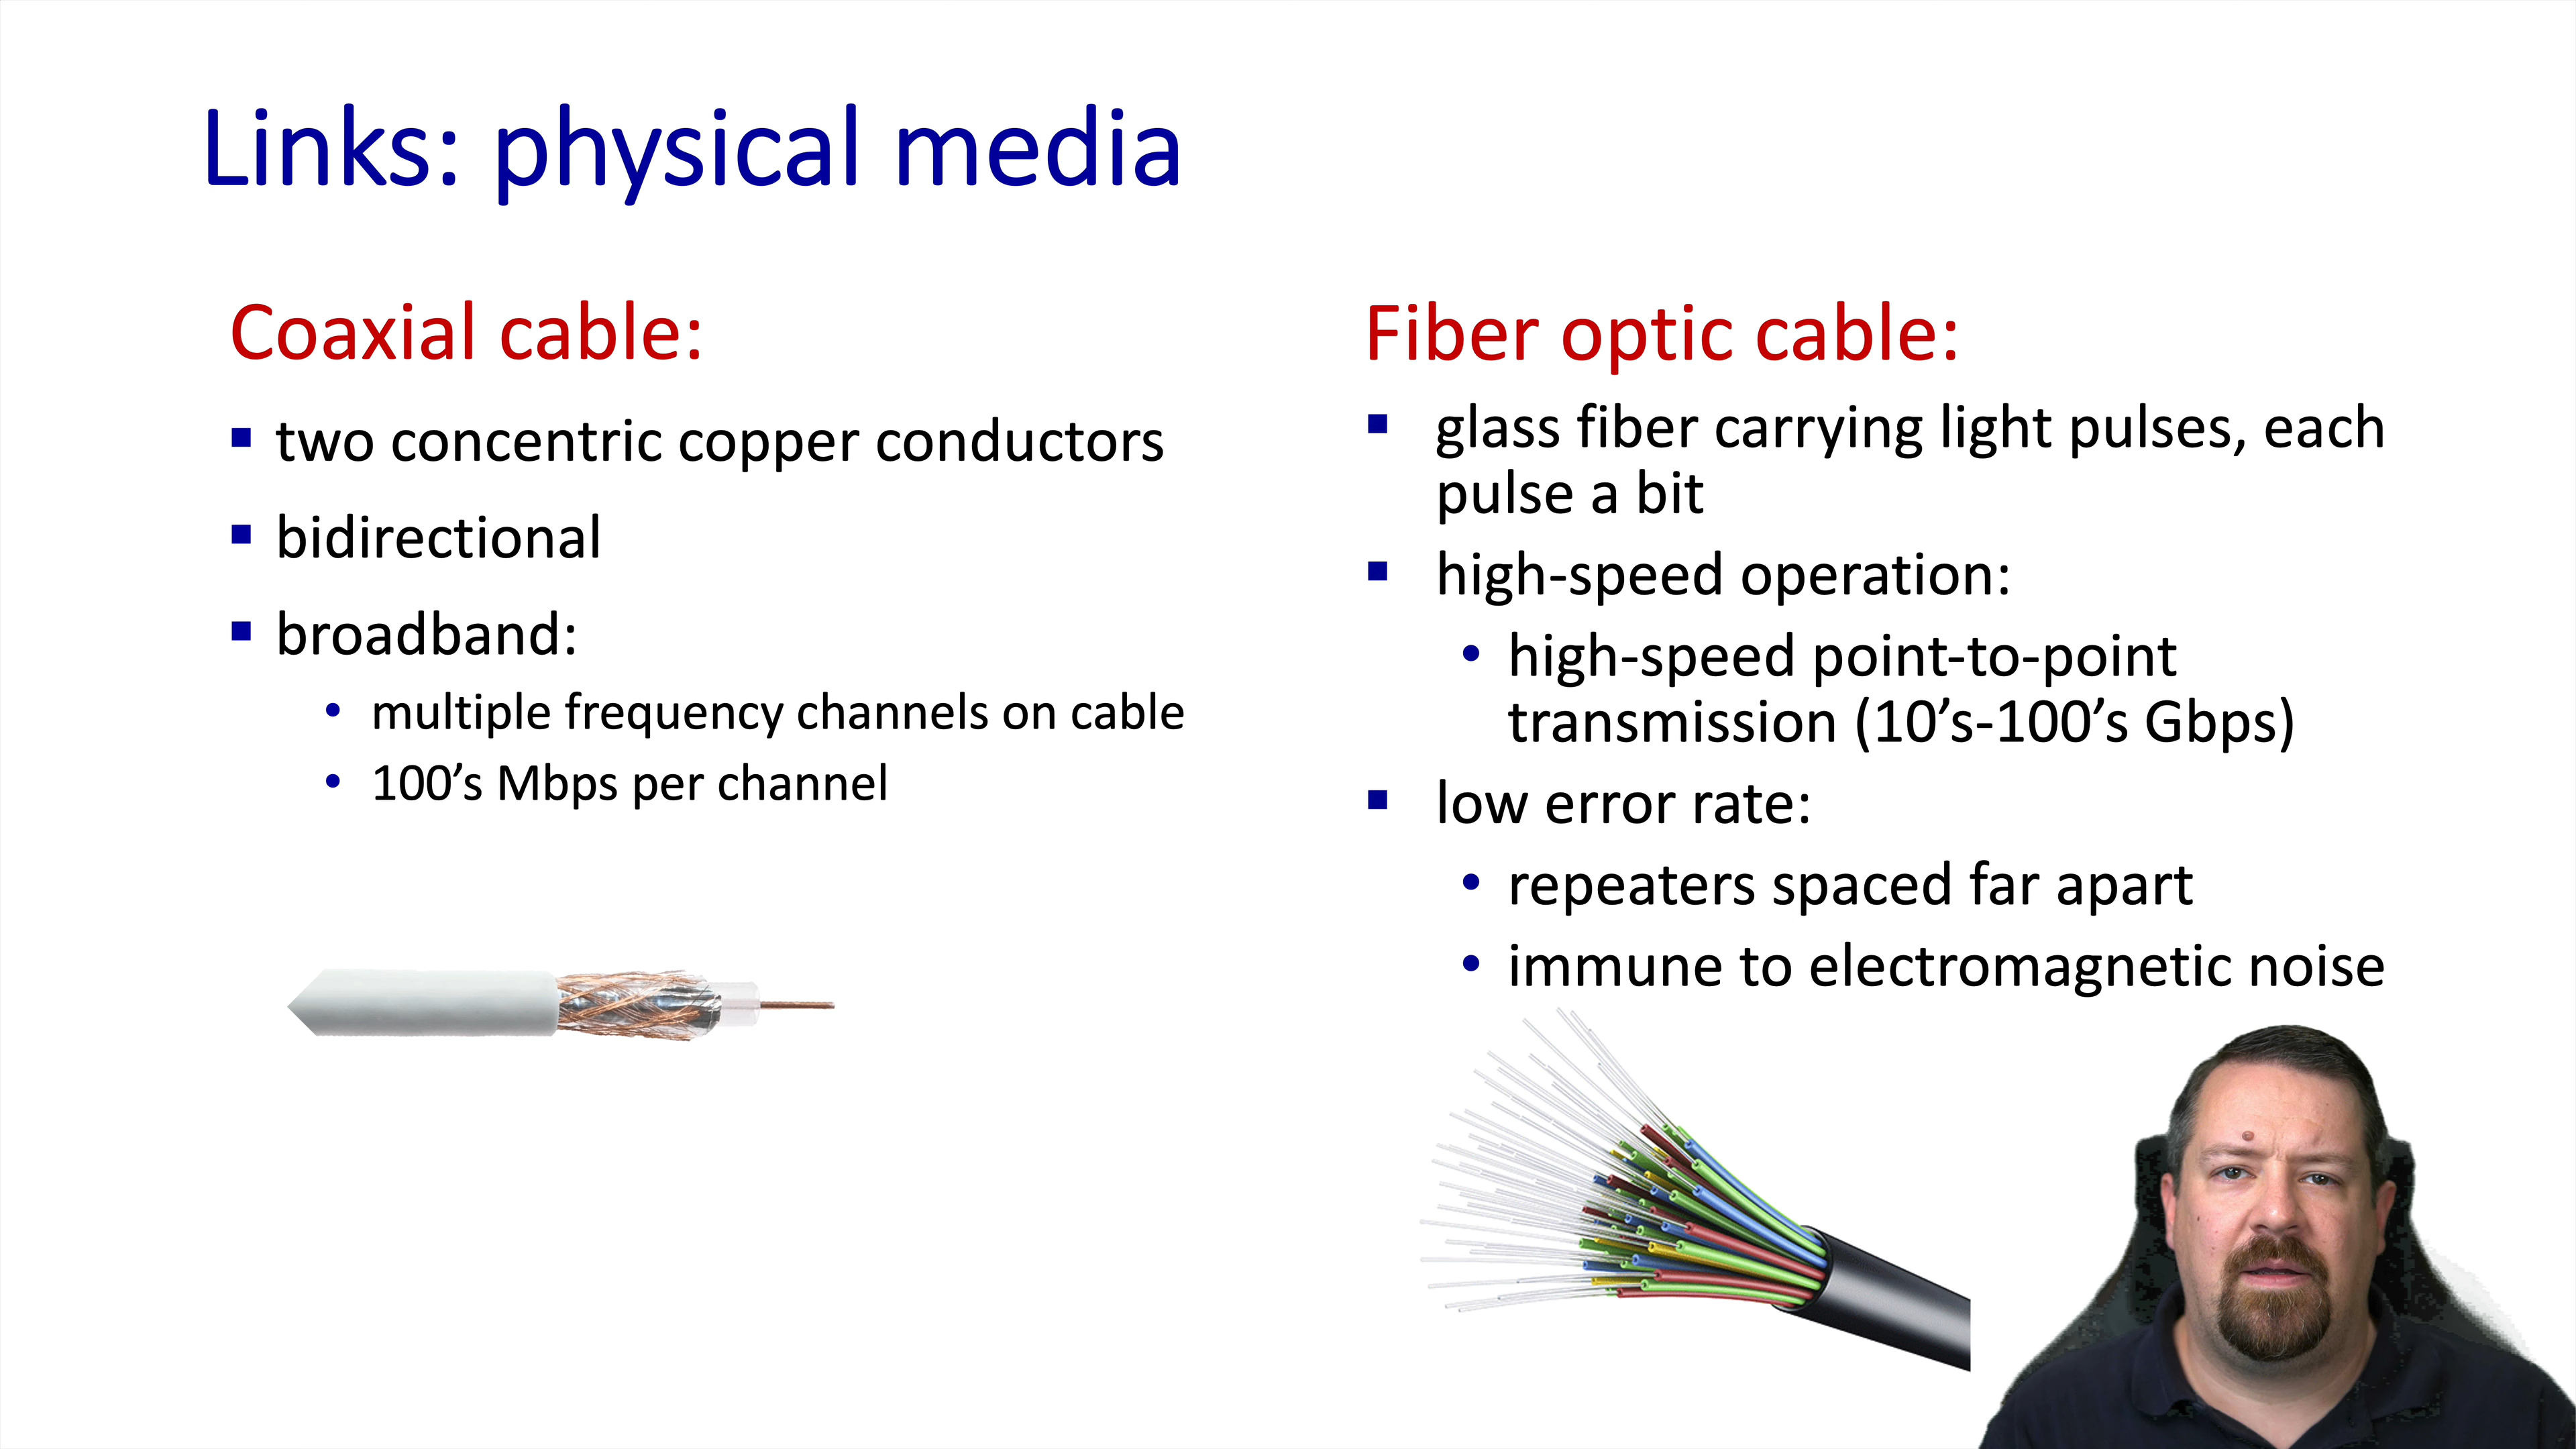 Links: physical media
Coaxial cable:
▪ two concentric copper conductors
▪ bidirectional
▪ broadband:
• multiple frequency channels on cable
• 100’s Mbps per channel
Fiber optic cable:
▪ glass fiber carrying light pulses, each
pulse a bit
▪ high-speed operation:
• high-speed point-to-point
transmission (10’s-100’s Gbps)
▪ low error rate:
• repeaters spaced far apart
• immune to electromagnetic noise